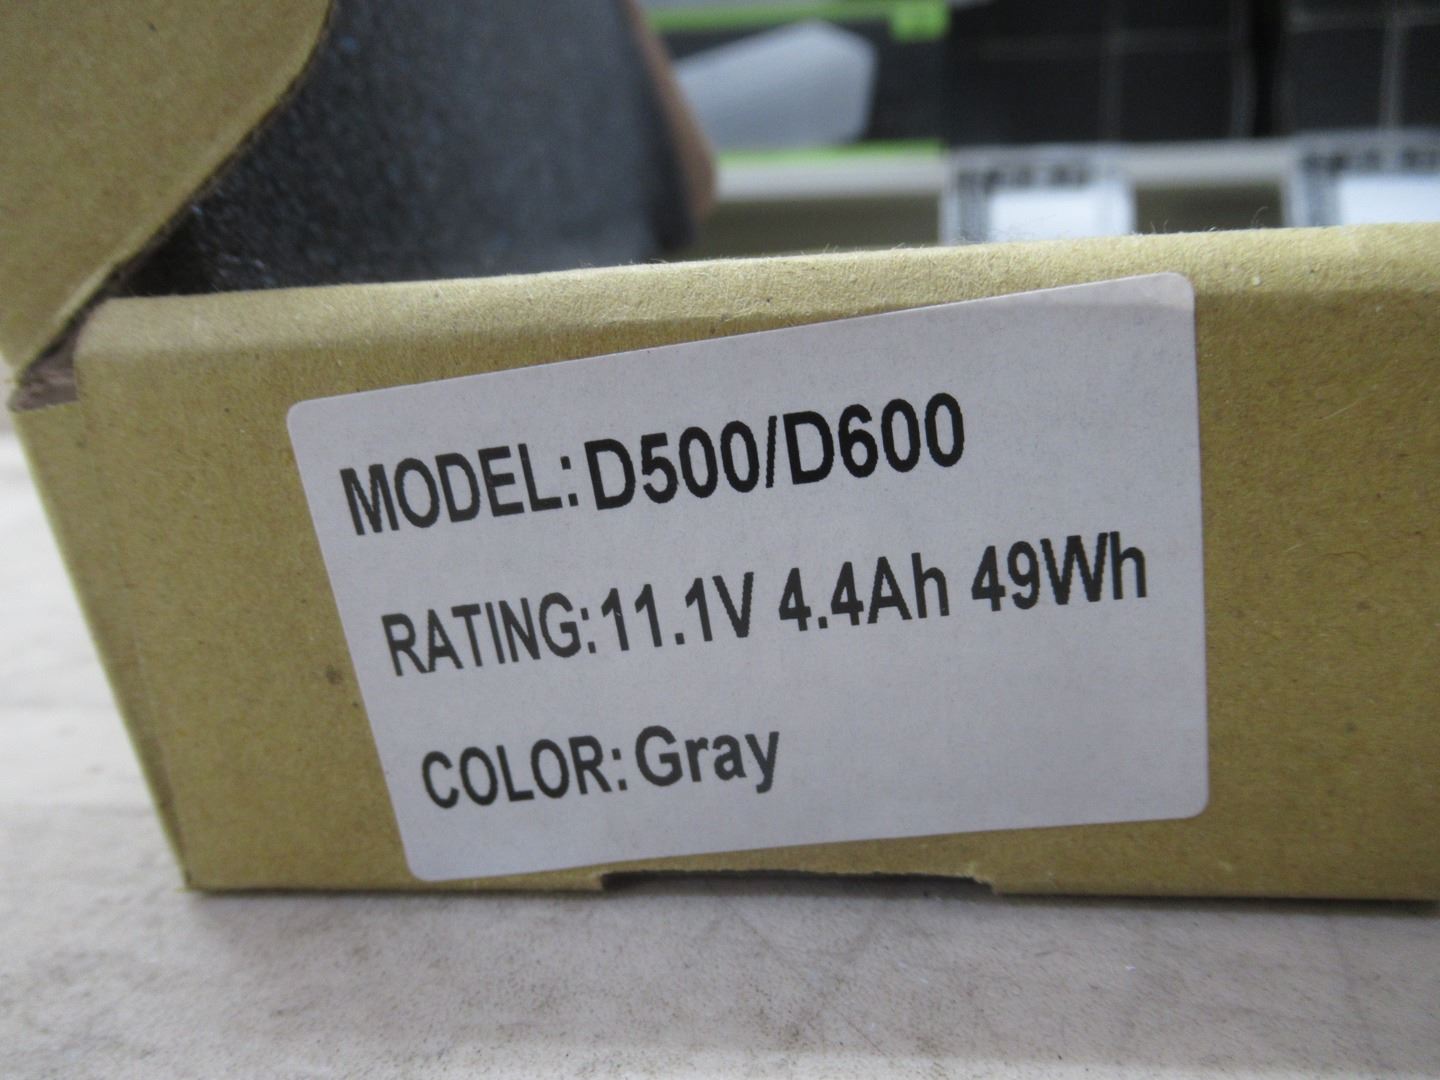 MODEL:D500/D600
RATING:11.1V 4.4Ah 49Wh
COLOR:Gray